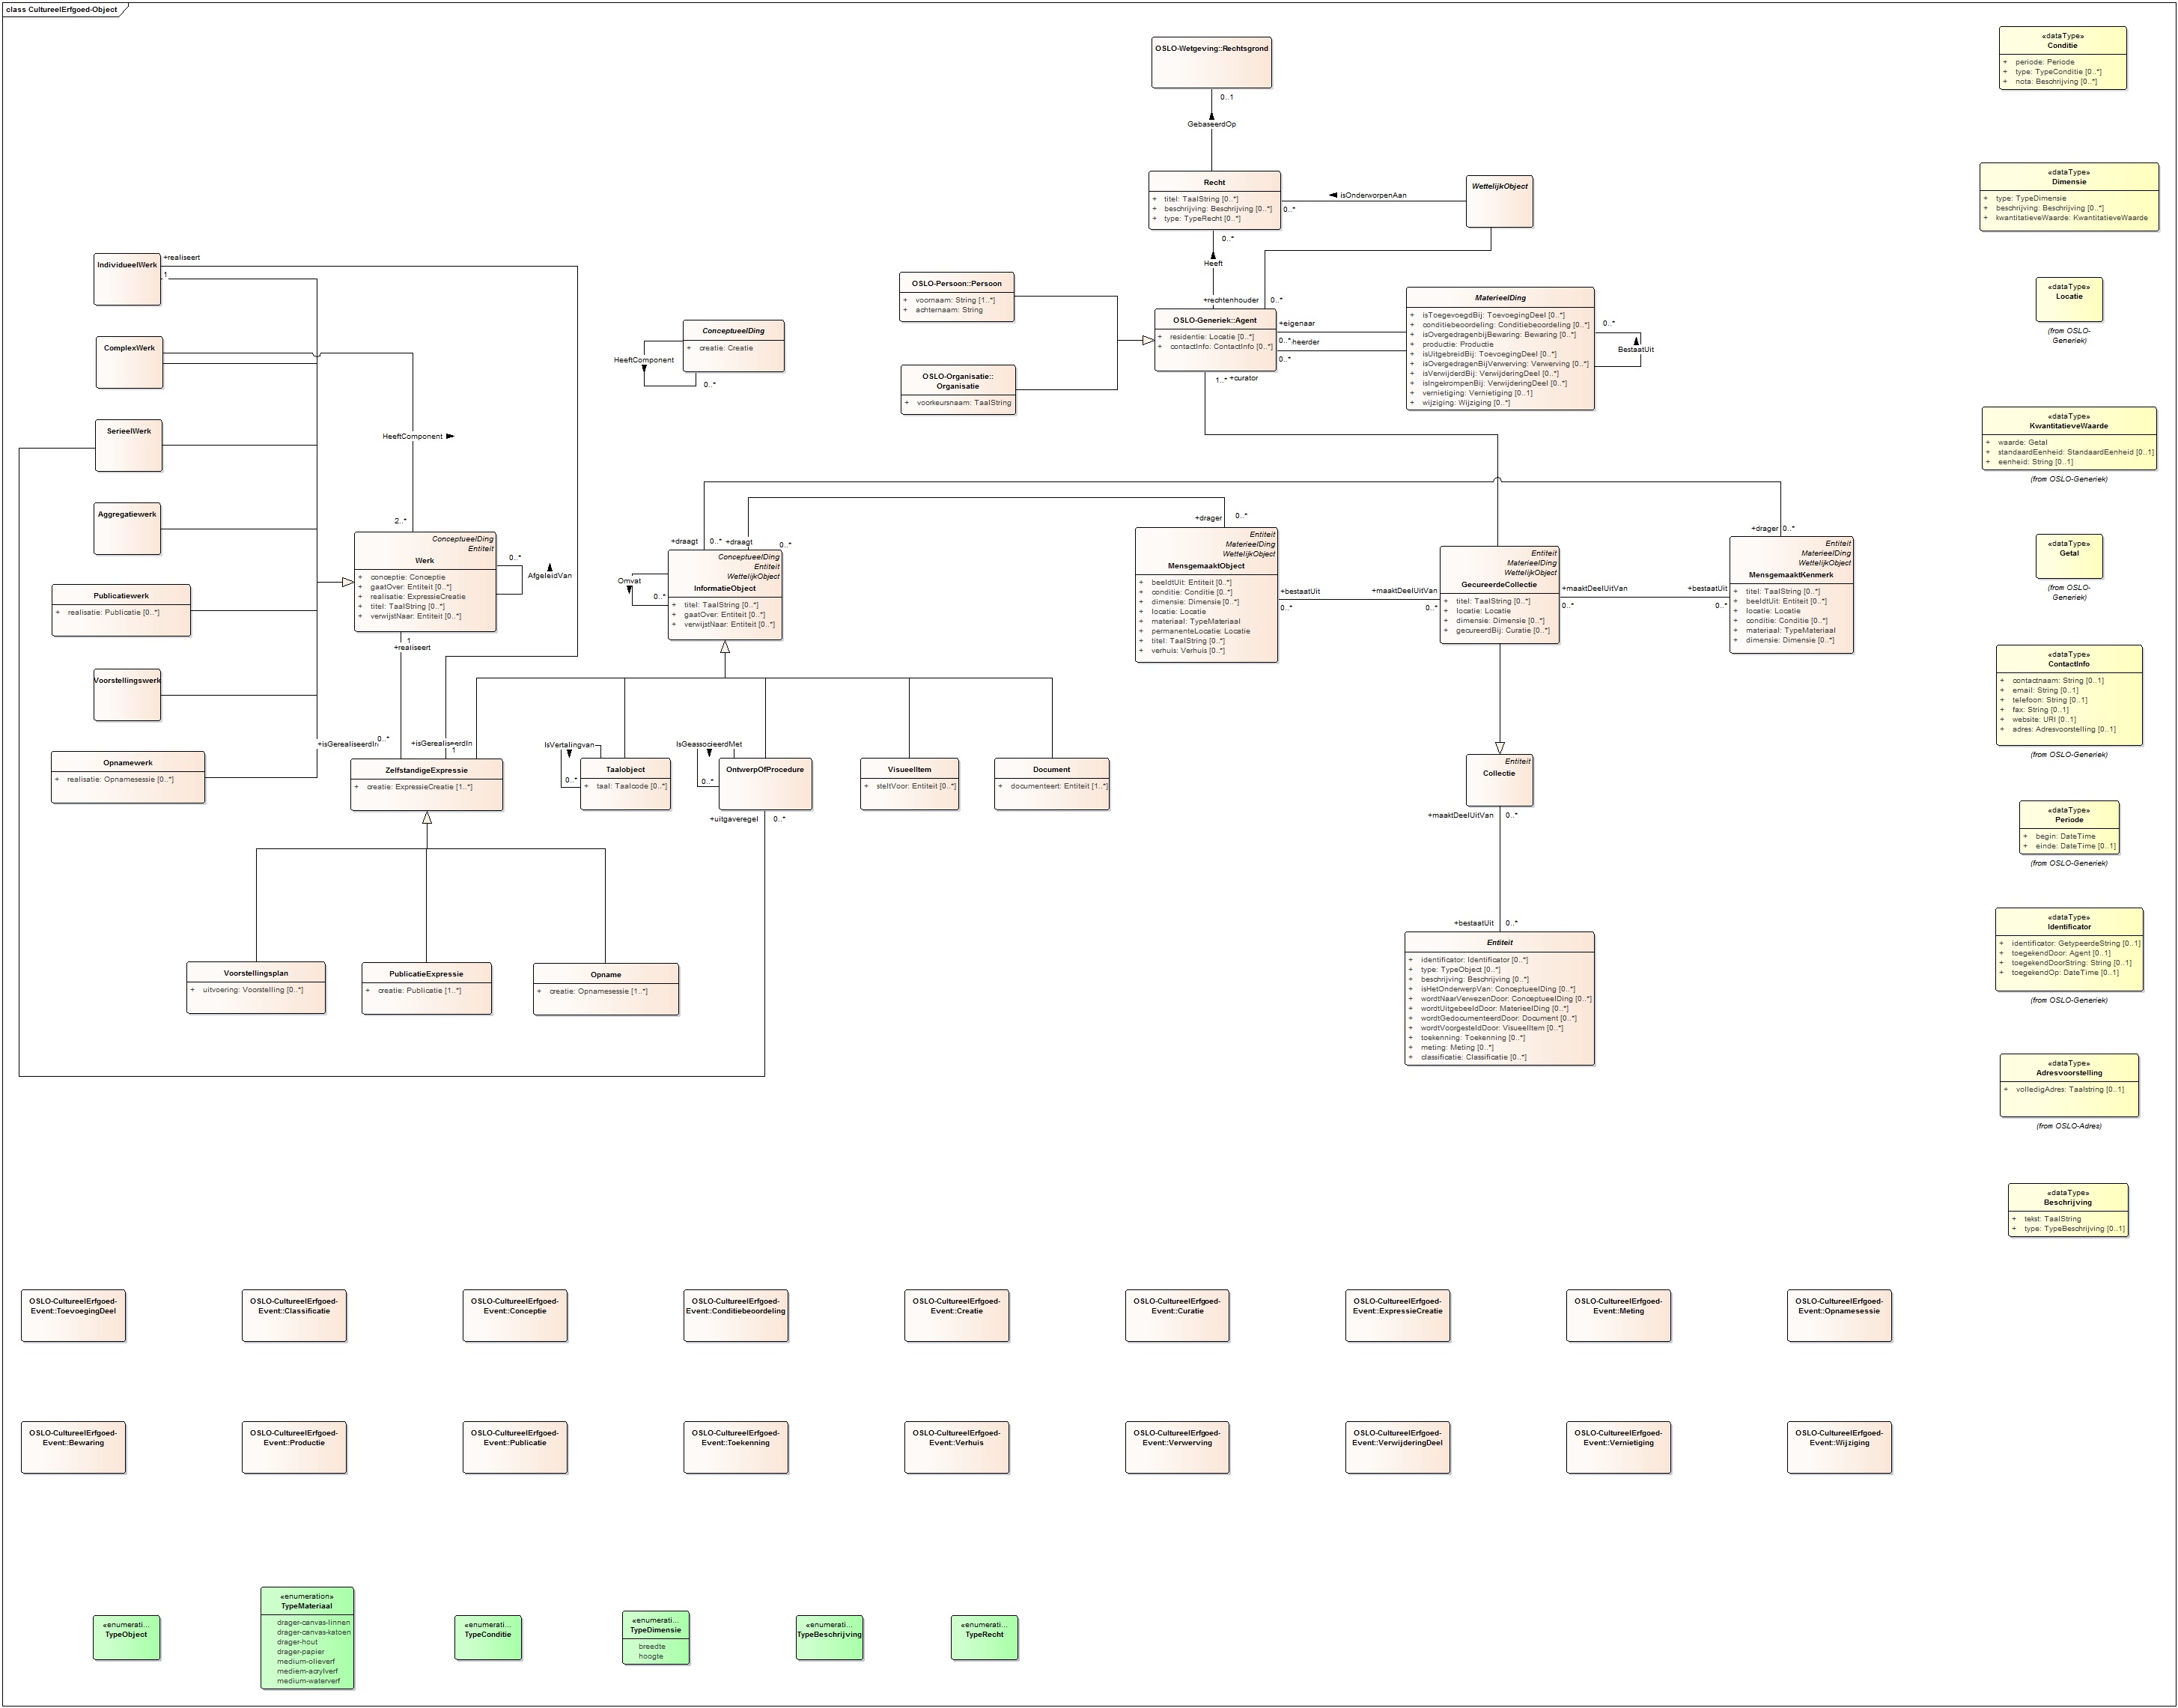 class CultureelErfgoed-Object
OSLO-Wetgeving::Rechtsgrond
0..1
GebaseerdOp
Recht
+ titel: TaalString [0..*]
+ beschrijving: Beschrijving [0..*]
+ type: TypeRecht [0..*]
0..*
isOnderworpenAan
WettelijkObject
0..*
Heeft
+rechtenhouder
0..*
OSLO-Persoon::Persoon
+ voornaam: String [1..*]
+ achternaam: String
OSLO-Organisatie::
Organisatie
+ voorkeursnaam: TaalString
OSLO-Generiek::Agent
+ residentie: Locatie [0..*]
+ contactInfo: ContactInfo [0..*]
+eigenaar
0..*
heerder
0..*
1..*
+curator
MaterieelDing
+ isToegevoegdBij: ToevoegingDeel [0..*]
+ conditiebeoordeling: Conditiebeoordeling [0..*]
+ isOvergedragenbijBewaring: Bewaring [0..*]
+ productie: Productie
+ isUitgebreidBij: ToevoegingDeel [0..*]
+ isOvergedragenBijVerwerving: Verwerving [0..*]
+ isVerwijderdBij: VerwijderingDeel [0..*]
+ isIngekrompenBij: VerwijderingDeel [0..*]
+ vernietiging: Vernietiging [0..1]
+ wijziging: Wijziging [0..*]
0..*
BestaatUit
ConceptueelDing
+ creatie: Creatie
HeeftComponent
0..*
IndividueelWerk
+realiseert
1
ComplexWerk
HeeftComponent
2..*
SerieelWerk
Aggregatiewerk
Publicatiewerk
+ realisatie: Publicatie [0..*]
Voorstellingswerk
Opnamewerk
+ realisatie: Opnamesessie [0..*]
ConceptueelDing
Entiteit
Werk
+ conceptie: Conceptie
+ gaatOver: Entiteit [0..*]
+ realisatie: ExpressieCreatie
+ titel: TaalString [0..*]
+ verwijstNaar: Entiteit [0..*]
0..*
AfgeleidVan
1
+realiseert
+isGerealiseerdIn
0..*
+isGerealiseerdIn
1
+draagt
0..*
+draagt
0..*
ConceptueelDing
Entiteit
WettelijkObject
InformatieObject
+ titel: TaalString [0..*]
+ gaatOver: Entiteit [0..*]
+ verwijstNaar: Entiteit [0..*]
Omvat
0..*
+drager
0..*
Entiteit
MaterieelDing
WettelijkObject
MensgemaaktObject
+ beeldtUit: Entiteit [0..*]
+ conditie: Conditie [0..*]
+ dimensie: Dimensie [0..*]
+ locatie: Locatie
+ materiaal: TypeMateriaal
+ permanenteLocatie: Locatie
+ titel: TaalString [0..*]
+ verhuis: Verhuis [0..*]
+bestaatUit
0..*
+maaktDeelUitVan
0..*
Entiteit
MaterieelDing
WettelijkObject
GecureerdeCollectie
+ titel: TaalString [0..*]
+ locatie: Locatie
+ dimensie: Dimensie [0..*]
+ gecureerdBij: Curatie [0..*]
+maaktDeelUitVan
0..*
+bestaatUit
0..*
+drager
0..*
Entiteit
MaterieelDing
WettelijkObject
MensgemaaktKenmerk
+ titel: TaalString [0..*]
+ beeldtUit: Entiteit [0..*]
+ locatie: Locatie
+ conditie: Conditie [0..*]
+ materiaal: TypeMateriaal
+ dimensie: Dimensie [0..*]
ZelfstandigeExpressie
+ creatie: ExpressieCreatie [1..*]
IsVertalingvan
0..*
Taalobject
+ taal: Taalcode [0..*]
IsGeassocieerdMet
0..*
OntwerpOfProcedure
+uitgaveregel
0..*
VisueelItem
+ steltVoor: Entiteit [0..*]
Document
+ documenteert: Entiteit [1..*]
Entiteit
Collectie
+maaktDeelUitVan
0..*
+bestaatUit
0..*
Entiteit
+ identificator: Identificator [0..*]
+ type: TypeObject [0..*]
+ beschrijving: Beschrijving [0..*]
+ isHetOnderwerpVan: ConceptueelDing [0..*]
+ wordtNaarVerwezenDoor: ConceptueelDing [0..*]
+ wordtUitgebeeldDoor: MaterieelDing [0..*]
+ wordtGedocumenteerdDoor: Document [0..*]
+ wordtVoorgesteldDoor: VisueelItem [0..*]
+ toekenning: Toekenning [0..*]
+ meting: Meting [0..*]
+ classificatie: Classificatie [0..*]
Voorstellingsplan
+ uitvoering: Voorstelling [0..*]
PublicatieExpressie
+ creatie: Publicatie [1..*]
Opname
+ creatie: Opnamesessie [1..*]
«dataType»
Conditie
+ periode: Periode
+ type: TypeConditie [0..*]
+ nota: Beschrijving [0..*]
«dataType»
Dimensie
+ type: TypeDimensie
+ beschrijving: Beschrijving [0..*]
+ kwantitatieveWaarde: KwantitatieveWaarde
«dataType»
Locatie
(from OSLO-
Generiek)
«dataType»
KwantitatieveWaarde
+ waarde: Getal
+ standaardEenheid: StandaardEenheid [0..1]
+ eenheid: String [0..1]
(from OSLO-Generiek)
«dataType»
Getal
(from OSLO-
Generiek)
«dataType»
ContactInfo
+ contactnaam: String [0..1]
+ email: String [0..1]
+ telefoon: String [0..1]
+ fax: String [0..1]
+ website: URI [0..1]
+ adres: Adresvoorstelling [0..*]
(from OSLO-Generiek)
«dataType»
Periode
+ begin: DateTime
+ einde: DateTime [0..1]
(from OSLO-Generiek)
«dataType»
Identificator
+ identificator: GetypeerdeString [0..1]
+ toegekendDoor: Agent [0..1]
+ toegekendDoorString: String [0..1]
+ toegekendOp: DateTime [0..1]
(from OSLO-Generiek)
«dataType»
Adresvoorstelling
+ volledigAdres: Taalstring [0..1]
(from OSLO-Adres)
«dataType»
Beschrijving
+ tekst: TaalString
+ type: TypeBeschrijving [0..1]
OSLO-CultureelErfgoed-
Event::ToevoegingDeel
OSLO-CultureelErfgoed-
Event::Classificatie
OSLO-CultureelErfgoed-
Event::Conceptie
OSLO-CultureelErfgoed-
Event::Conditiebeoordeling
OSLO-CultureelErfgoed-
Event::Creatie
OSLO-CultureelErfgoed-
Event::Curatie
OSLO-CultureelErfgoed-
Event::ExpressieCreatie
OSLO-CultureelErfgoed-
Event::Meting
OSLO-CultureelErfgoed-
Event::Opnamesessie
OSLO-CultureelErfgoed-
Event::Bewaring
OSLO-CultureelErfgoed-
Event::Productie
OSLO-CultureelErfgoed-
Event::Publicatie
OSLO-CultureelErfgoed-
Event::Toekenning
OSLO-CultureelErfgoed-
Event::Verhuis
OSLO-CultureelErfgoed-
Event::Verwerving
OSLO-CultureelErfgoed-
Event::VerwijderingDeel
OSLO-CultureelErfgoed-
Event::Vernietiging
OSLO-CultureelErfgoed-
Event::Wijziging
«enumerati...
TypeObject
«enumeration»
TypeMateriaal
drager-canvas-linnen
drager-canvas-katoen
drager-hout
drager-papier
medium-olieverf
mediem-acrylverf
medium-waterverf
«enumerati...
TypeConditie
«enumerati...
TypeDimensie
breedte
hoogte
«enumerati...
TypeBeschrijving
«enumerati...
TypeRecht